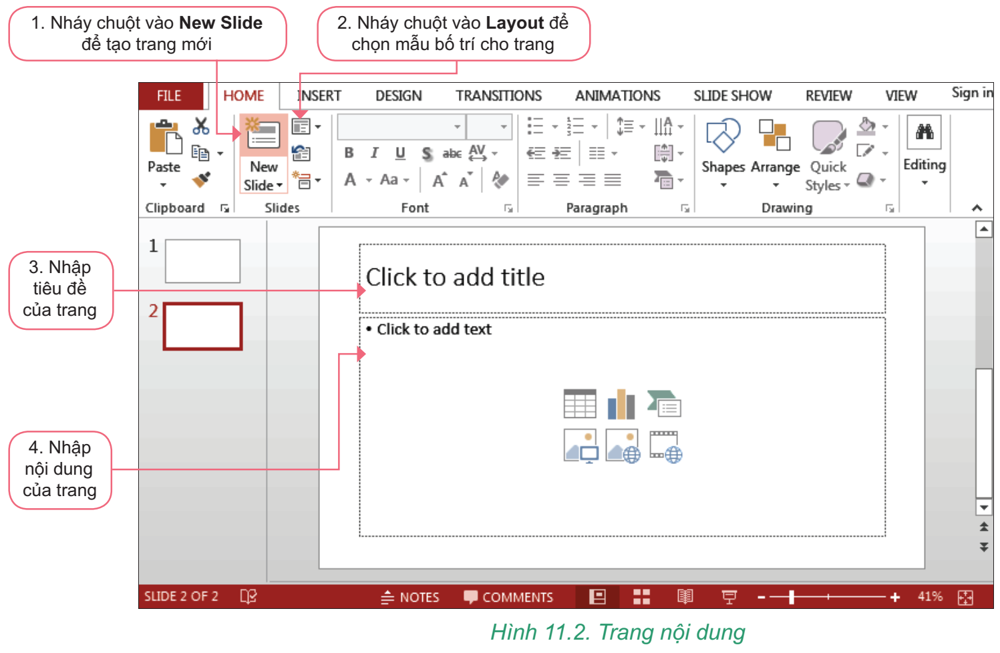 1. Nháy chuột vào New Slide
để tạo trang mới
2. Nháy chuột vào Layout để
chọn mẫu bố trí cho trang
FILE HOME INSERT DESIGN TRANSITIONS ANIMATIONS SLIDE SHOW REVIEW VIEW Sign in
Paste
New
Slide
B I U S abc AV
A Aa A A
Shapes Arrange Quick
Styles
Editing
Clipboard Slides Font Paragraph Drawing
1
2
3. Nhập
tiêu đề
của trang
Click to add title
• Click to add text
4. Nhập
nội dung
của trang
SLIDE 2 OF 2 NOTES COMMENTS 41%
Hình 11.2. Trang nội dung